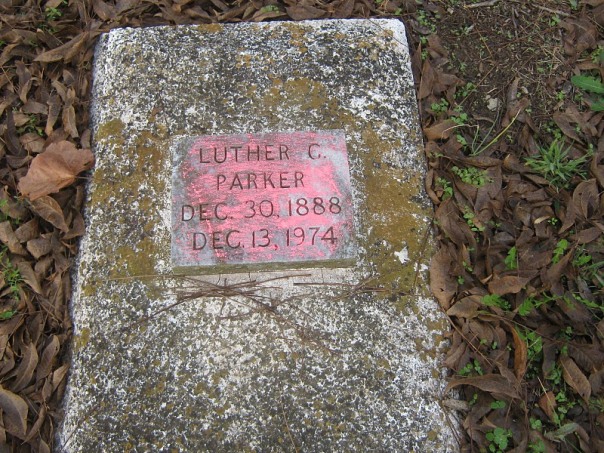 LUTHER C.
PARKER
DEC. 30, 1888
DEC. 13, 1974